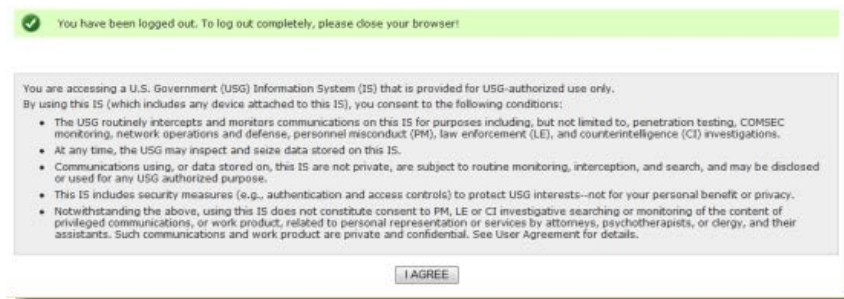 You have been logged out. To log out completely, please close your browser!
You are accessing a U.S. Government (USG) Information System (IS) that is provided for USG-authorized use only.
By using this IS (which includes any device attached to this IS), you consent to the following conditions:
• The USG routinely intercepts and monitors communications on this IS for purposes including, but not limited to, penetration testing, COMSEC
monitoring, network operations and defense, personnel misconduct (PM), law enforcement (LE), and counterintelligence (CI) investigations.
• At any time, the USG may inspect and seize data stored on this IS.
• Communications using, or data stored on, this IS are not private, are subject to routine monitoring, interception, and search, and may be disclosed
or used for any USG authorized purpose.
• This IS includes security measures (e.g., authentication and access controls) to protect USG interests--not for your personal benefit or privacy.
• Notwithstanding the above, using this IS does not constitute consent to PM, LE or CI investigative searching or monitoring of the content of
privileged communications, or work product, related to personal representation or services by attorneys, psychotherapists, or clergy, and their
assistants. Such communications and work product are private and confidential. See User Agreement for details.
I AGREE